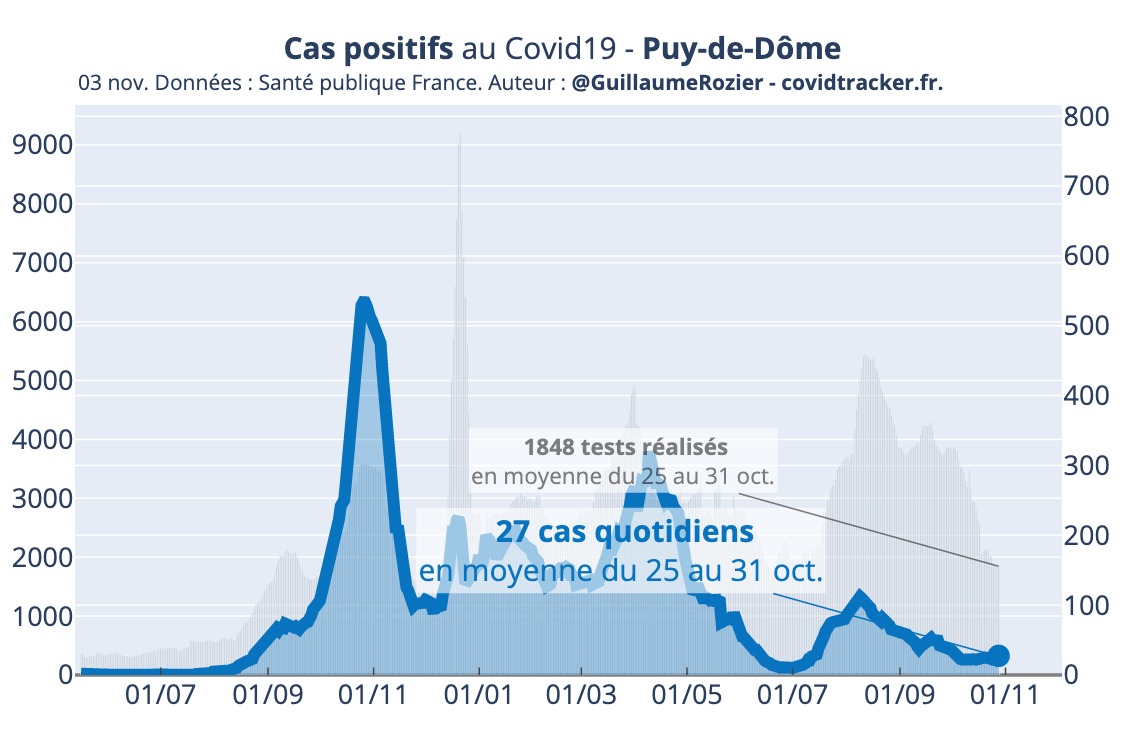 Cas positifs au Covid19 - Puy-de-Dôme
03 nov. Données : Santé publique France. Auteur : @GuillaumeRozier - covidtracker.fr.
9000
8000
7000
6000
5000
4000
3000
2000
1000
0
800
700
600
500
400
300
200
100
0
1848 tests réalisés
en moyenne du 25 au 31 oct.
27 cas quotidiens
en moyenne du 25 au 31 oct.
01/07 01/09 01/11 01/01 01/03 01/05 01/07 01/09 01/11